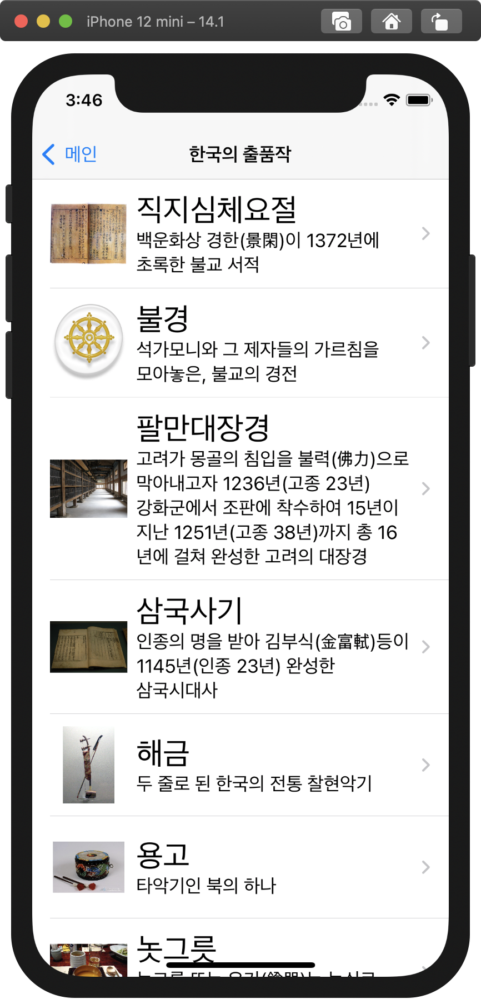 iPhone 12 mini – 14.1
3:46
메인
한국의 출품작
직지심체요절
백운화상 경한(景閑)이 1372년에
초록한 불교 서적
불경
석가모니와 그 제자들의 가르침을
모아놓은, 불교의 경전
팔만대장경
고려가 몽골의 침입을 불력(佛力)으로
막아내고자 1236년(고종 23년)
강화군에서 조판에 착수하여 15년이
지난 1251년(고종 38년)까지 총 16
년에 걸쳐 완성한 고려의 대장경
삼국사기
인종의 명을 받아 김부식(金富軾)등이
1145년(인종 23년) 완성한
삼국시대사
해금
두 줄로 된 한국의 전통 찰현악기
용고
타악기인 북의 하나
놋그릇